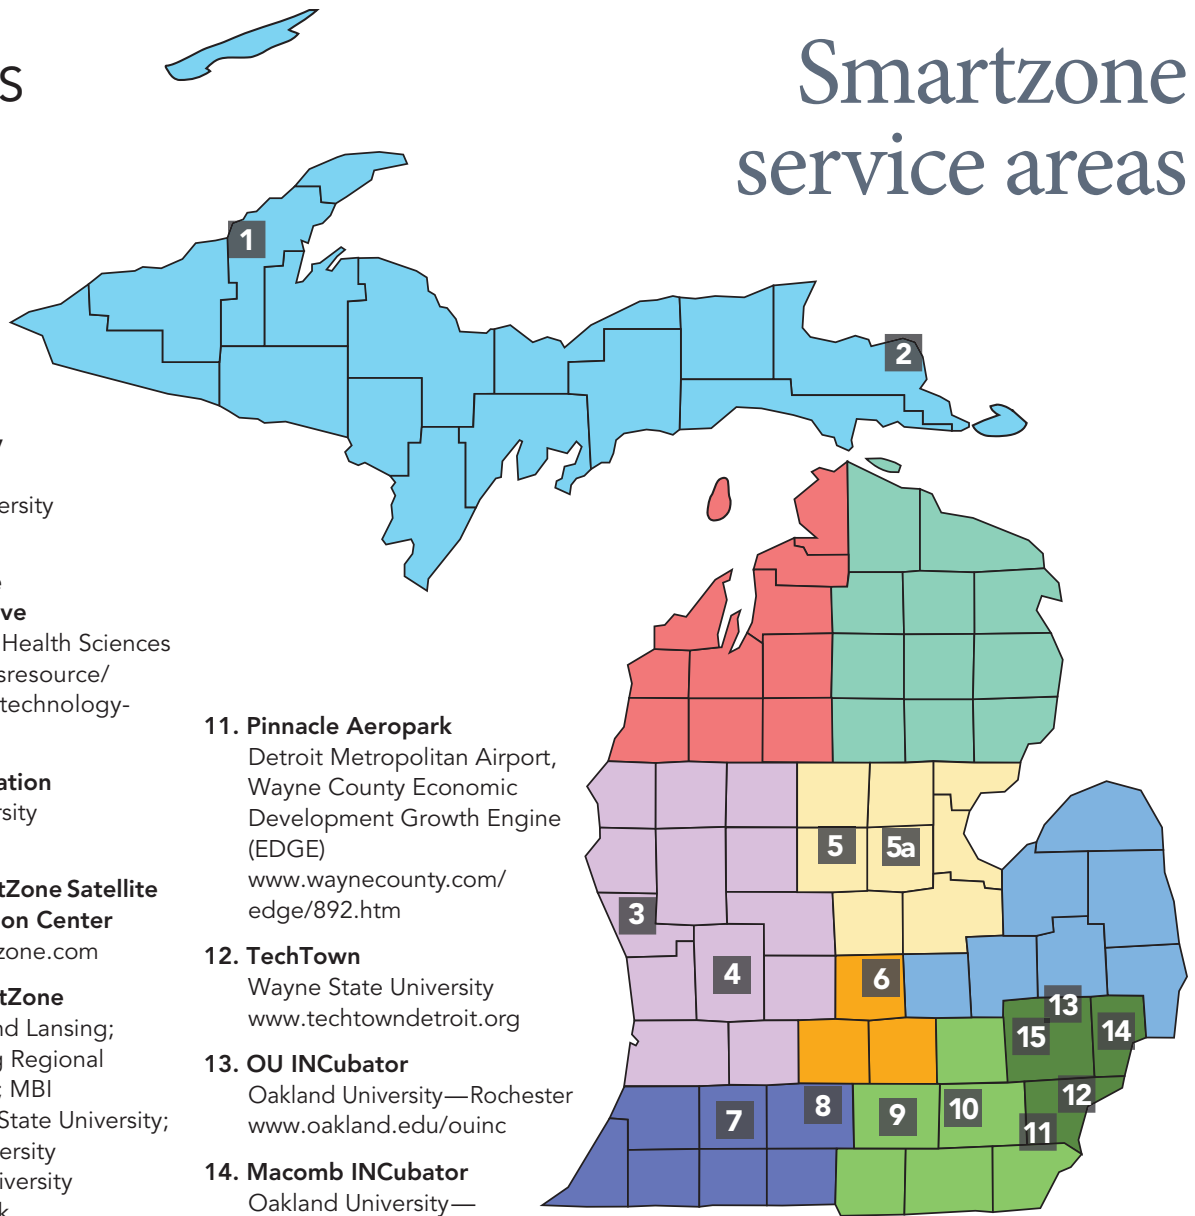 S
Smartzone
service areas
y
ersity
e
ve
Health Sciences
sresource/
technology-
ation
rsity
tZone Satellite
on Center
zone.com
tZone
nd Lansing;
g Regional
; MBI
State University;
ersity
iversity
k
11. Pinnacle Aeropark
Detroit Metropolitan Airport,
Wayne County Economic
Development Growth Engine
(EDGE)
www.waynecounty.com/
edge/892.htm
12. TechTown
Wayne State University
www.techtowndetroit.org
13. OU INCubator
Oakland University—Rochester
www.oakland.edu/ouinc
14. Macomb INCubator
Oakland University—
1
2
3
4
5
5a
6
7
8
9
10
11
12
13
14
15